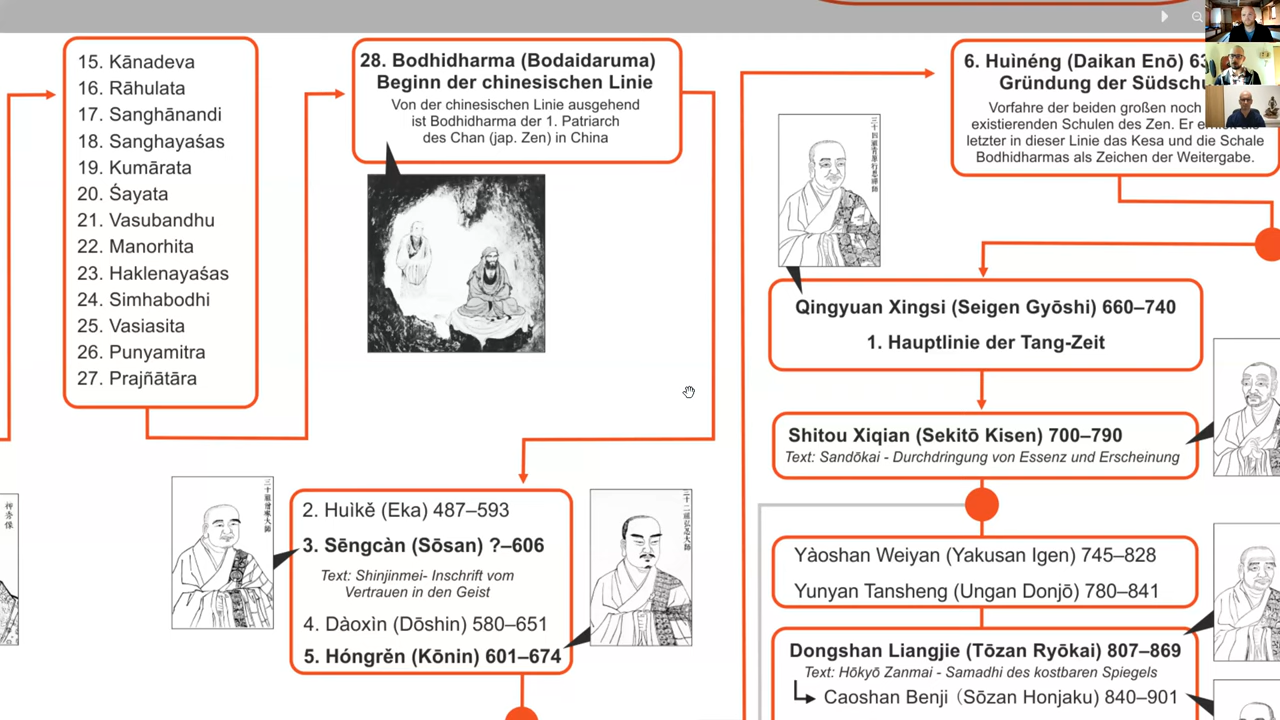 15. Kānadeva
16. Rāhulata
17. Sanghānandi
18. Sanghayaśas
19. Kumārata
20. Śayata
21. Vasubandhu
22. Manorhita
23. Haklenayaśas
24. Simhabodhi
25. Vasiasita
26. Punyamitra
27. Prajñātāra
28. Bodhidharma (Bodaidaruma)
Beginn der chinesischen Linie
Von der chinesischen Linie ausgehend
ist Bodhidharma der 1. Patriarch
des Chan (jap. Zen) in China
2. Huìkě (Eka) 487–593
3. Sēngcàn (Sōsan) ?–606
Text: Shinjinmei- Inschrift vom
Vertrauen in den Geist
4. Dàoxìn (Dōshin) 580–651
5. Hóngrěn (Kōnin) 601–674
6. Huìnéng (Daikan Enō)
Gründung der
Vorfahre der beiden großen noch
existierenden Schulen des Zen. Er
letzter in dieser Linie das Kesa und die Schale
Bodhidharmas als Zeichen der Weitergabe.
Qingyuan Xingsi (Seigen Gyōshi) 660–740
1. Hauptlinie der Tang-Zeit
Shitou Xiqian (Sekitō Kisen) 700–790
Text: Sandōkai - Durchdringung von Essenz und Erscheinung
Yàoshan Weiyan (Yakusan Igen) 745–828
Yunyan Tansheng (Ungan Donjō) 780–841
Dongshan Liangjie (Tōzan Ryōkai) 807–869
Text: Hōkyō Zanmai - Samadhi des kostbaren Spiegels
Caoshan Benji (Sōzan Honjaku) 840–901